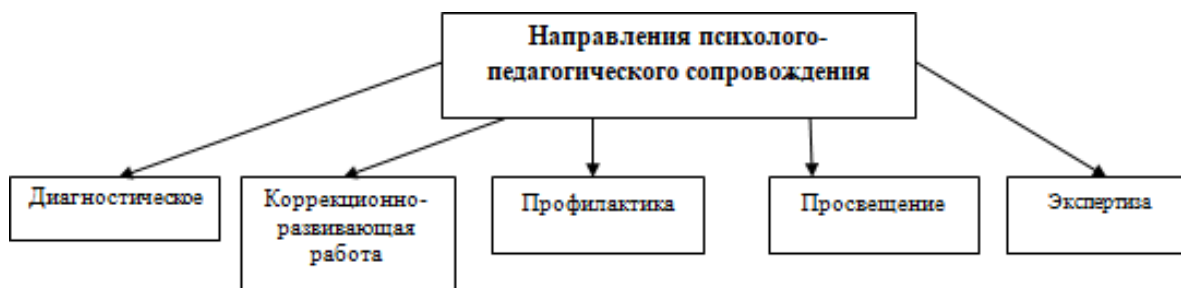 Направления психолого-
педагогического сопровождения
Диагностическое
Коррекционно-
развивающая
работа
Профилактика
Просвещение
Экспертиза